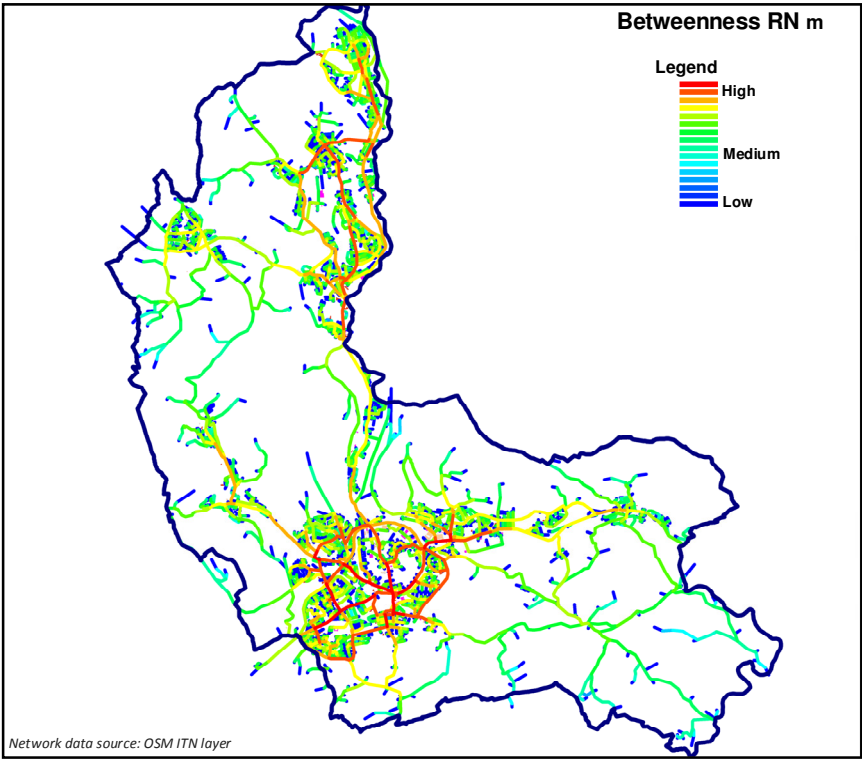 Betweenness RN m
Legend
High
Medium
Low
Network data source: OSM ITN layer